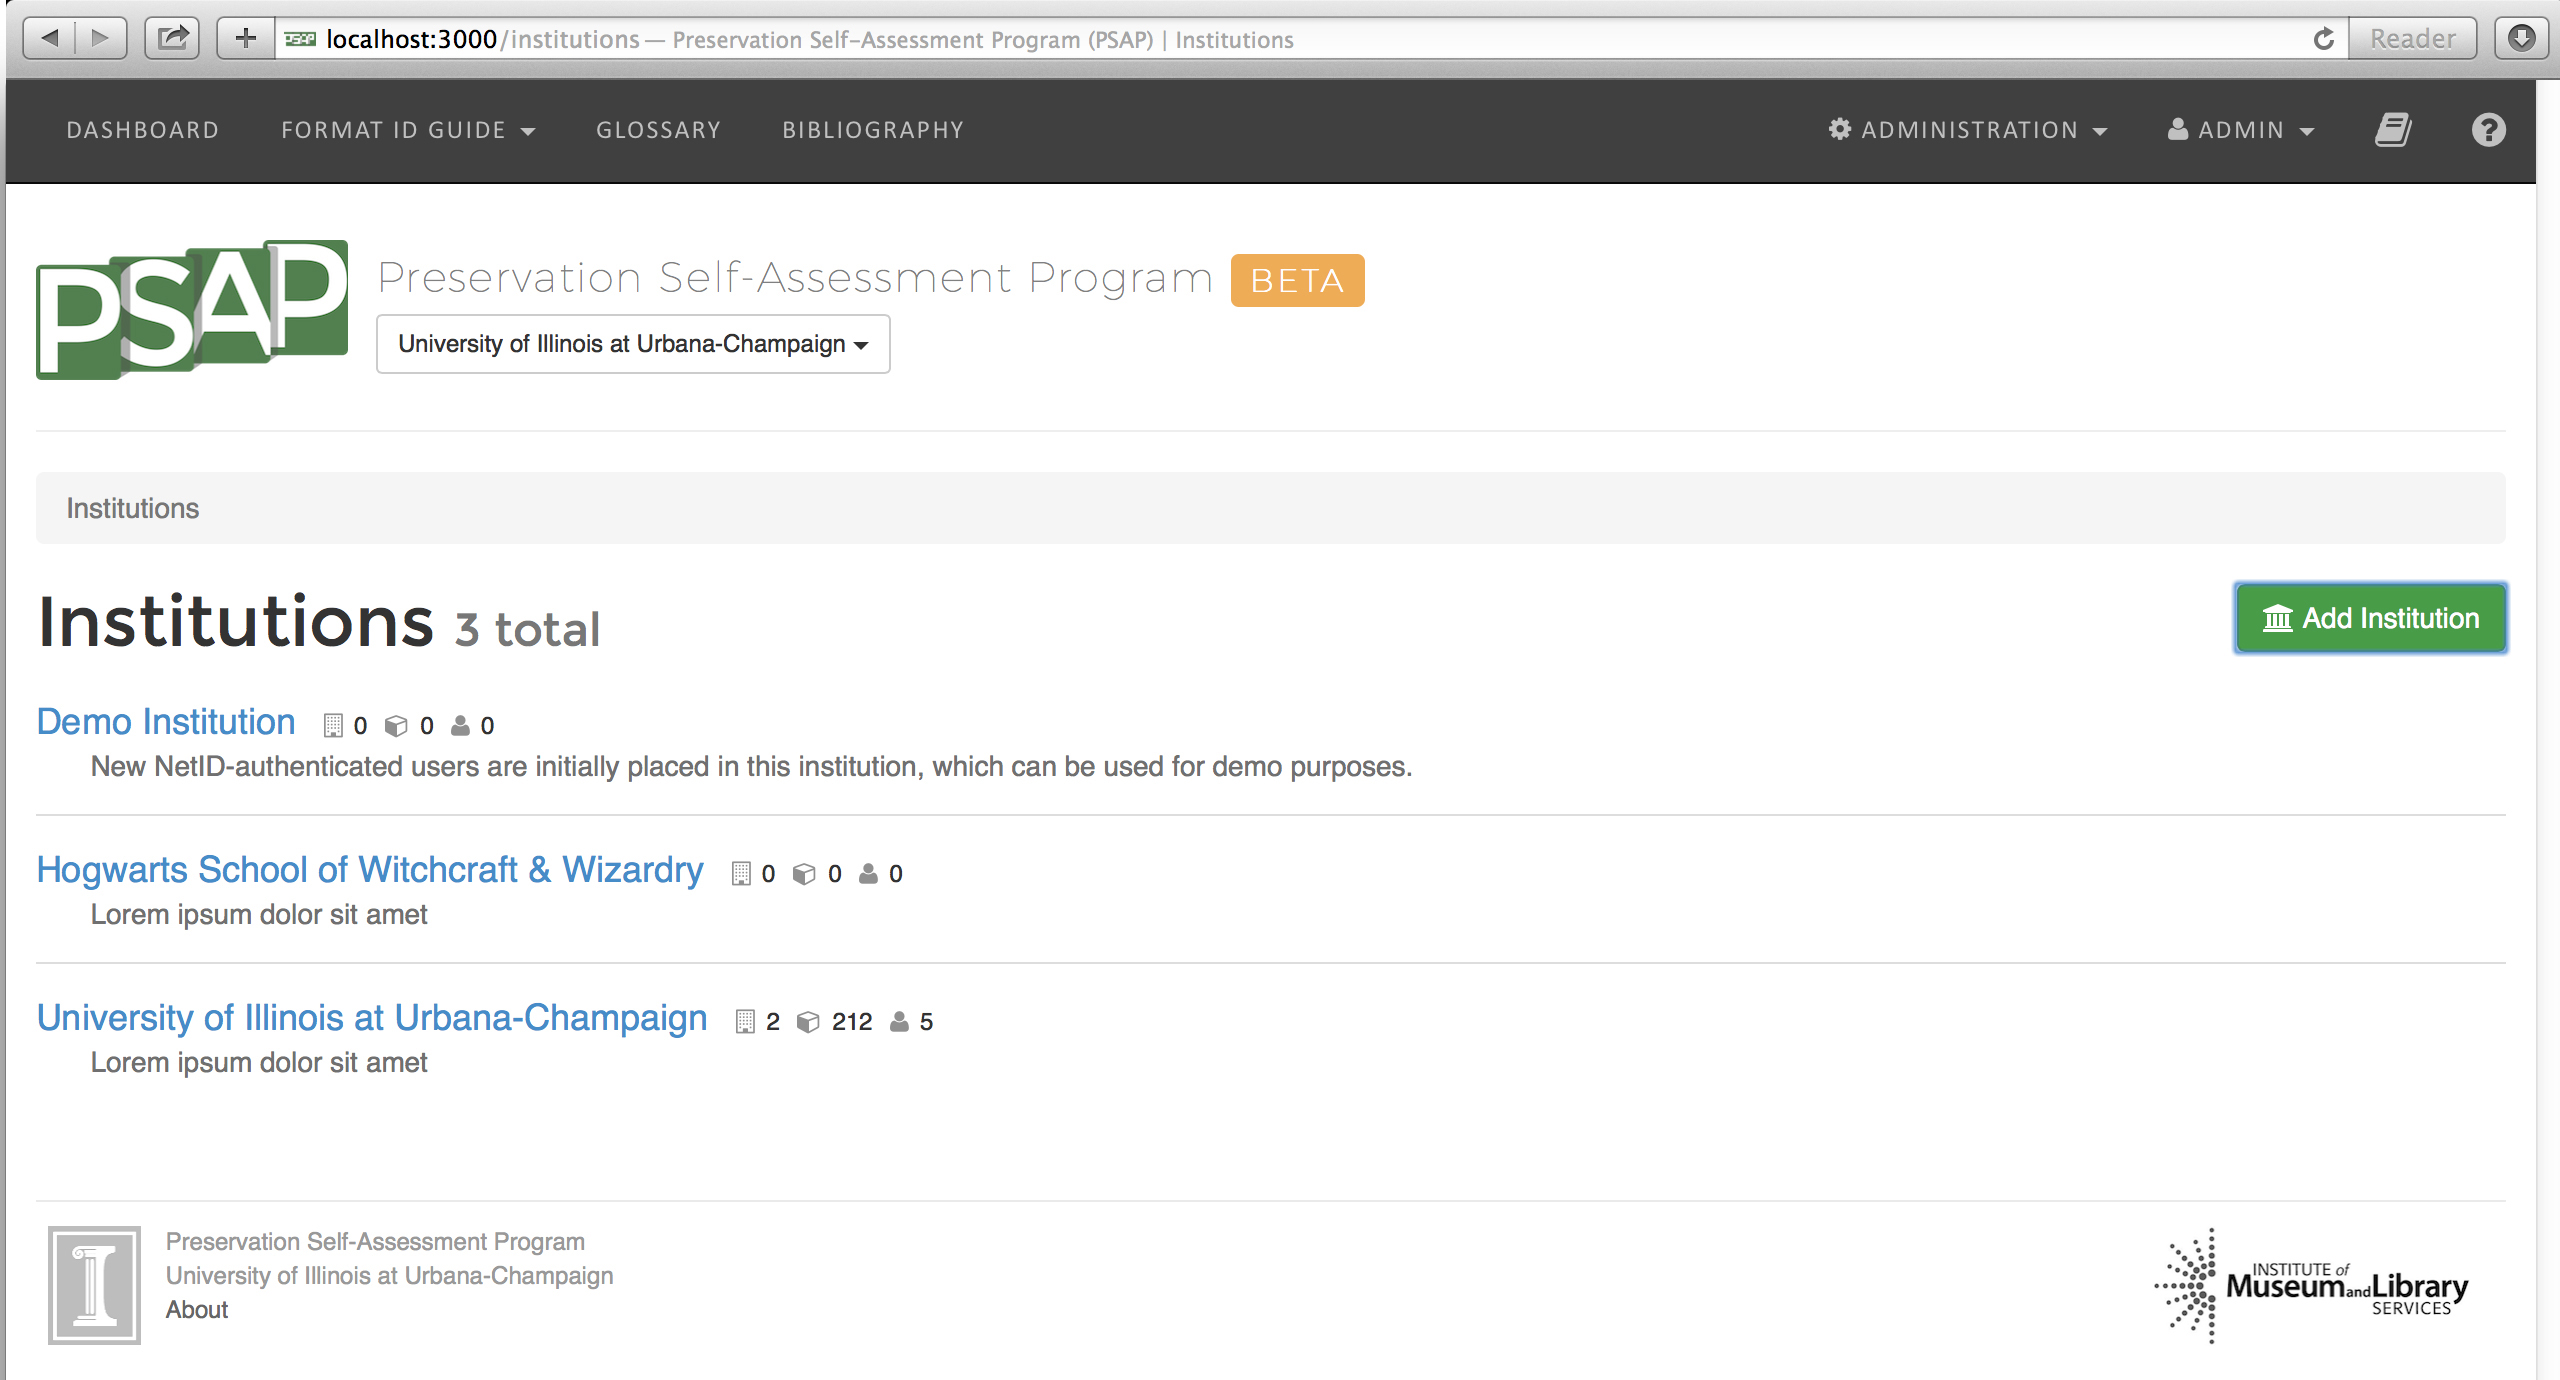 localhost:3000/institutions — Preservation Self-Assessment Program (PSAP) | Institutions
Reader
DASHBOARD
FORMAT ID GUIDE
GLOSSARY
BIBLIOGRAPHY
ADMINISTRATION
ADMIN
PSAP
Preservation Self-Assessment Program BETA
University of Illinois at Urbana-Champaign
Institutions
Institutions 3 total
Add Institution
Demo Institution 0 0 0
New NetID-authenticated users are initially placed in this institution, which can be used for demo purposes.
Hogwarts School of Witchcraft & Wizardry 0 0 0
Lorem ipsum dolor sit amet
University of Illinois at Urbana-Champaign 2 212 5
Lorem ipsum dolor sit amet
Preservation Self-Assessment Program
University of Illinois at Urbana-Champaign
About
INSTITUTE of
Museum and Library
SERVICES